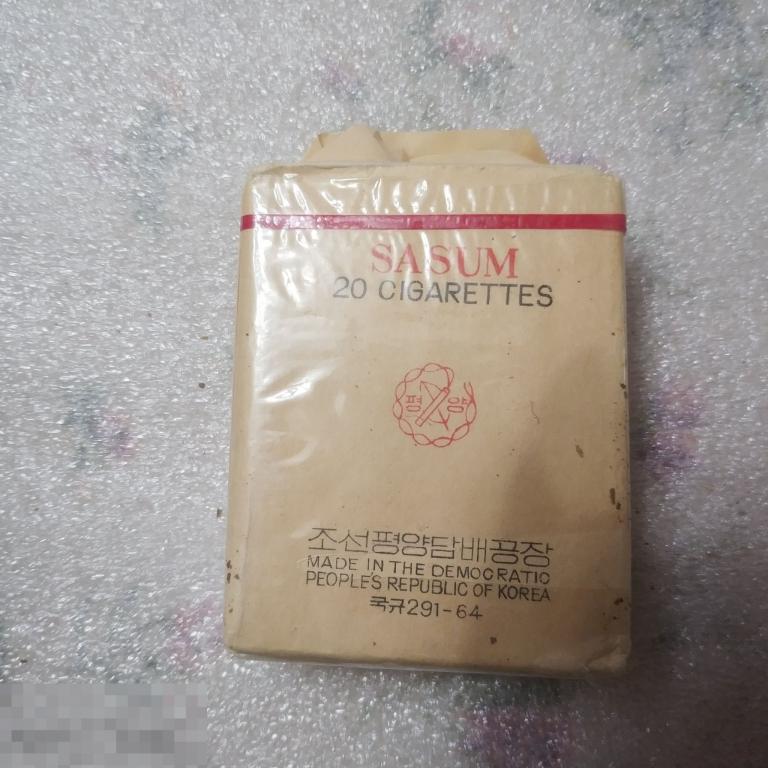 SASUM
20 CIGARETTES
평양
조선평양담배공장
MADE IN THE DEMOCRATIC
PEOPLE'S REPUBLIC OF KOREA
국규291-64